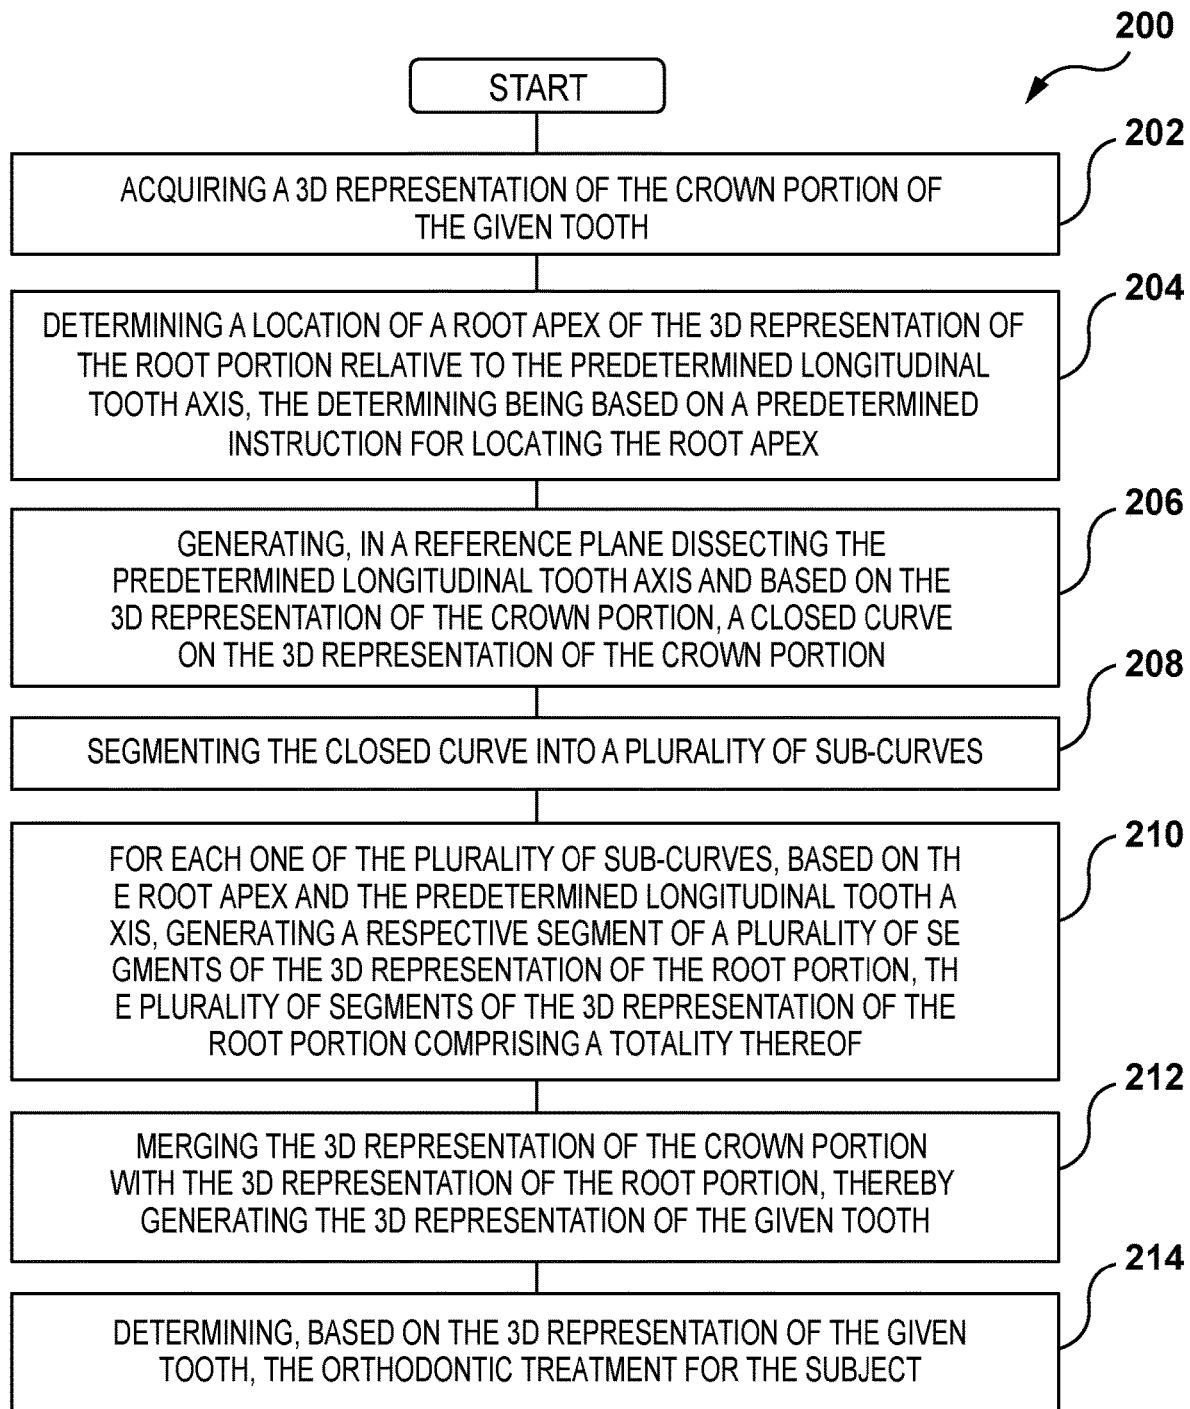 200
START
202
ACQUIRING A 3D REPRESENTATION OF THE CROWN PORTION OF
THE GIVEN TOOTH
204
DETERMINING A LOCATION OF A ROOT APEX OF THE 3D REPRESENTATION OF
THE ROOT PORTION RELATIVE TO THE PREDETERMINED LONGITUDINAL
TOOTH AXIS, THE DETERMINING BEING BASED ON A PREDETERMINED
INSTRUCTION FOR LOCATING THE ROOT APEX
206
GENERATING, IN A REFERENCE PLANE DISSECTING THE
PREDETERMINED LONGITUDINAL TOOTH AXIS AND BASED ON THE
3D REPRESENTATION OF THE CROWN PORTION, A CLOSED CURVE
ON THE 3D REPRESENTATION OF THE CROWN PORTION
208
SEGMENTING THE CLOSED CURVE INTO A PLURALITY OF SUB-CURVES
210
FOR EACH ONE OF THE PLURALITY OF SUB-CURVES, BASED ON TH
E ROOT APEX AND THE PREDETERMINED LONGITUDINAL TOOTH A
XIS, GENERATING A RESPECTIVE SEGMENT OF A PLURALITY OF SE
GMENTS OF THE 3D REPRESENTATION OF THE ROOT PORTION, TH
E PLURALITY OF SEGMENTS OF THE 3D REPRESENTATION OF THE
ROOT PORTION COMPRISING A TOTALITY THEREOF
212
MERGING THE 3D REPRESENTATION OF THE CROWN PORTION
WITH THE 3D REPRESENTATION OF THE ROOT PORTION, THEREBY
GENERATING THE 3D REPRESENTATION OF THE GIVEN TOOTH
214
DETERMINING, BASED ON THE 3D REPRESENTATION OF THE GIVEN
TOOTH, THE ORTHODONTIC TREATMENT FOR THE SUBJECT